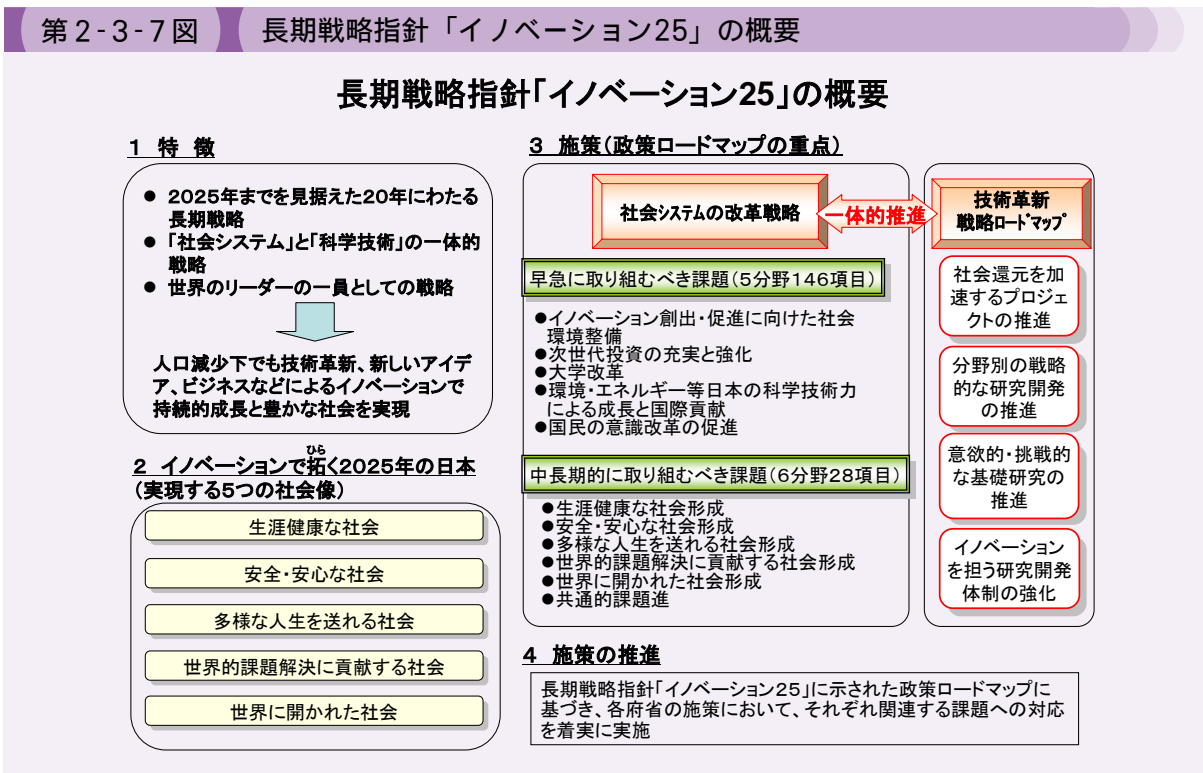 第2-3-7図
長期戦略指針「イノベーション25」の概要
長期戦略指針「イノベーション25」の概要
1 特 徴
● 2025年までを見据えた20年にわたる
長期戦略
● 「社会システム」と「科学技術」の一体的
戦略
● 世界のリーダーの一員としての戦略
人口減少下でも技術革新、新しいアイデ
ア、ビジネスなどによるイノベーションで
持続的成長と豊かな社会を実現
ひら
2 イノベーションで拓く2025年の日本
(実現する5つの社会像)
生涯健康な社会
安全・安心な社会
多様な人生を送れる社会
世界的課題解決に貢献する社会
世界に開かれた社会
3 施策(政策ロードマップの重点)
社会システムの改革戦略
一体的推進
技術革新
戦略ロードマップ
早急に取り組むべき課題(5分野146項目)
●イノベーション創出・促進に向けた社会
環境整備
●次世代投資の充実と強化
●大学改革
●環境・エネルギー等日本の科学技術力
による成長と国際貢献
●国民の意識改革の促進
中長期的に取り組むべき課題(6分野28項目)
●生涯健康な社会形成
●安全・安心な社会形成
●多様な人生を送れる社会形成
●世界的課題解決に貢献する社会形成
●世界に開かれた社会形成
●共通的課題進
社会還元を加
速するプロジェ
クトの推進
分野別の戦略
的な研究開発
の推進
意欲的・挑戦的
な基礎研究の
推進
イノベーション
を担う研究開発
体制の強化
4 施策の推進
長期戦略指針「イノベーション25」に示された政策ロードマップに
基づき、各府省の施策において、それぞれ関連する課題への対応
を着実に実施